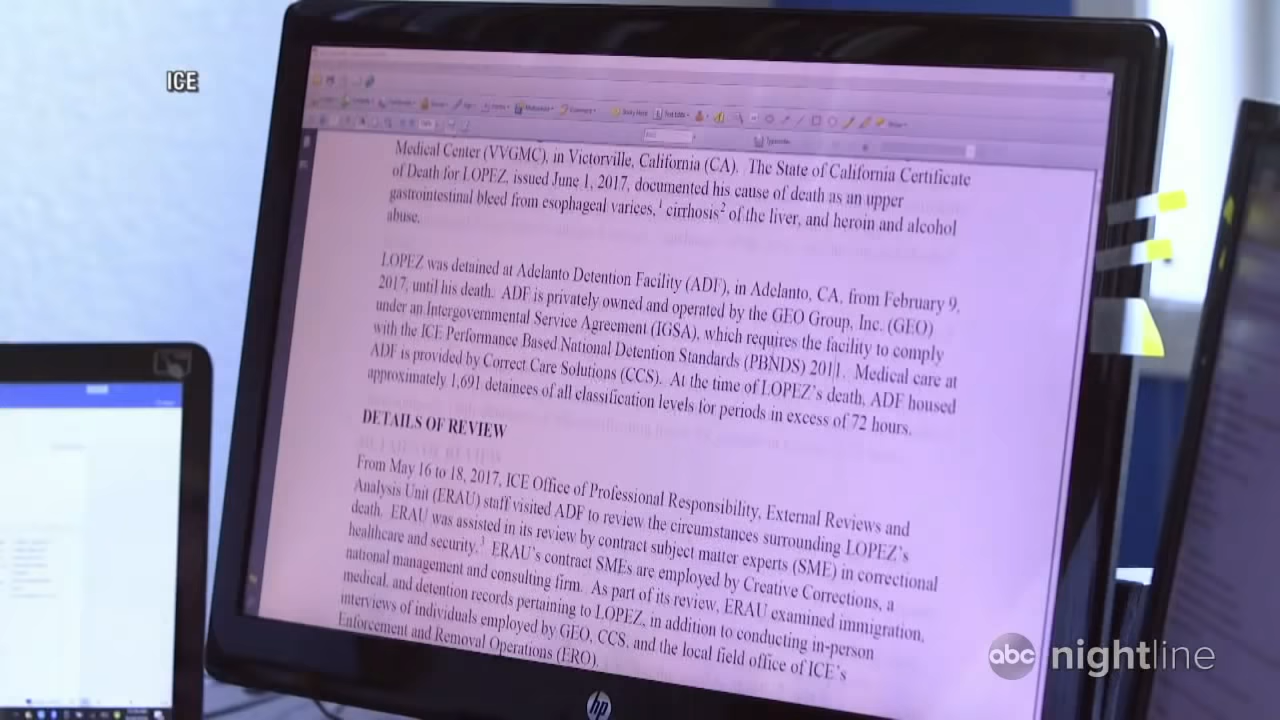 ICE
Medical Center (VVGMC), in Victorville, California (CA). The State of California Certificate
of Death for LOPEZ, issued June 1, 2017, documented his cause of death as an upper
gastrointestinal bleed from esophageal varices,1 cirrhosis2 of the liver, and heroin and alcohol
abuse.
LOPEZ was detained at Adelanto Detention Facility (ADF), in Adelanto, CA, from February 9,
2017, until his death. ADF is privately owned and operated by the GEO Group, Inc. (GEO)
under an Intergovernmental Service Agreement (IGSA), which requires the facility to comply
with the ICE Performance Based National Detention Standards (PBNDS) 2011. Medical care at
ADF is provided by Correct Care Solutions (CCS). At the time of LOPEZ's death, ADF housed
approximately 1,691 detainees of all classification levels for periods in excess of 72 hours.
DETAILS OF REVIEW
From May 16 to 18, 2017, ICE Office of Professional Responsibility, External Reviews and
Analysis Unit (ERAU) staff visited ADF to review the circumstances surrounding LOPEZ's
death. ERAU was assisted in its review by contract subject matter experts (SME) in correctional
healthcare and security.3 ERAU's contract SMEs are employed by Creative Corrections, a
national management and consulting firm. As part of its review, ERAU examined immigration,
medical, and detention records pertaining to LOPEZ, in addition to conducting in-person
interviews of individuals employed by GEO, CCS, and the local field office of ICE's
Enforcement and Removal Operations (ERO).
hp
abc nightline